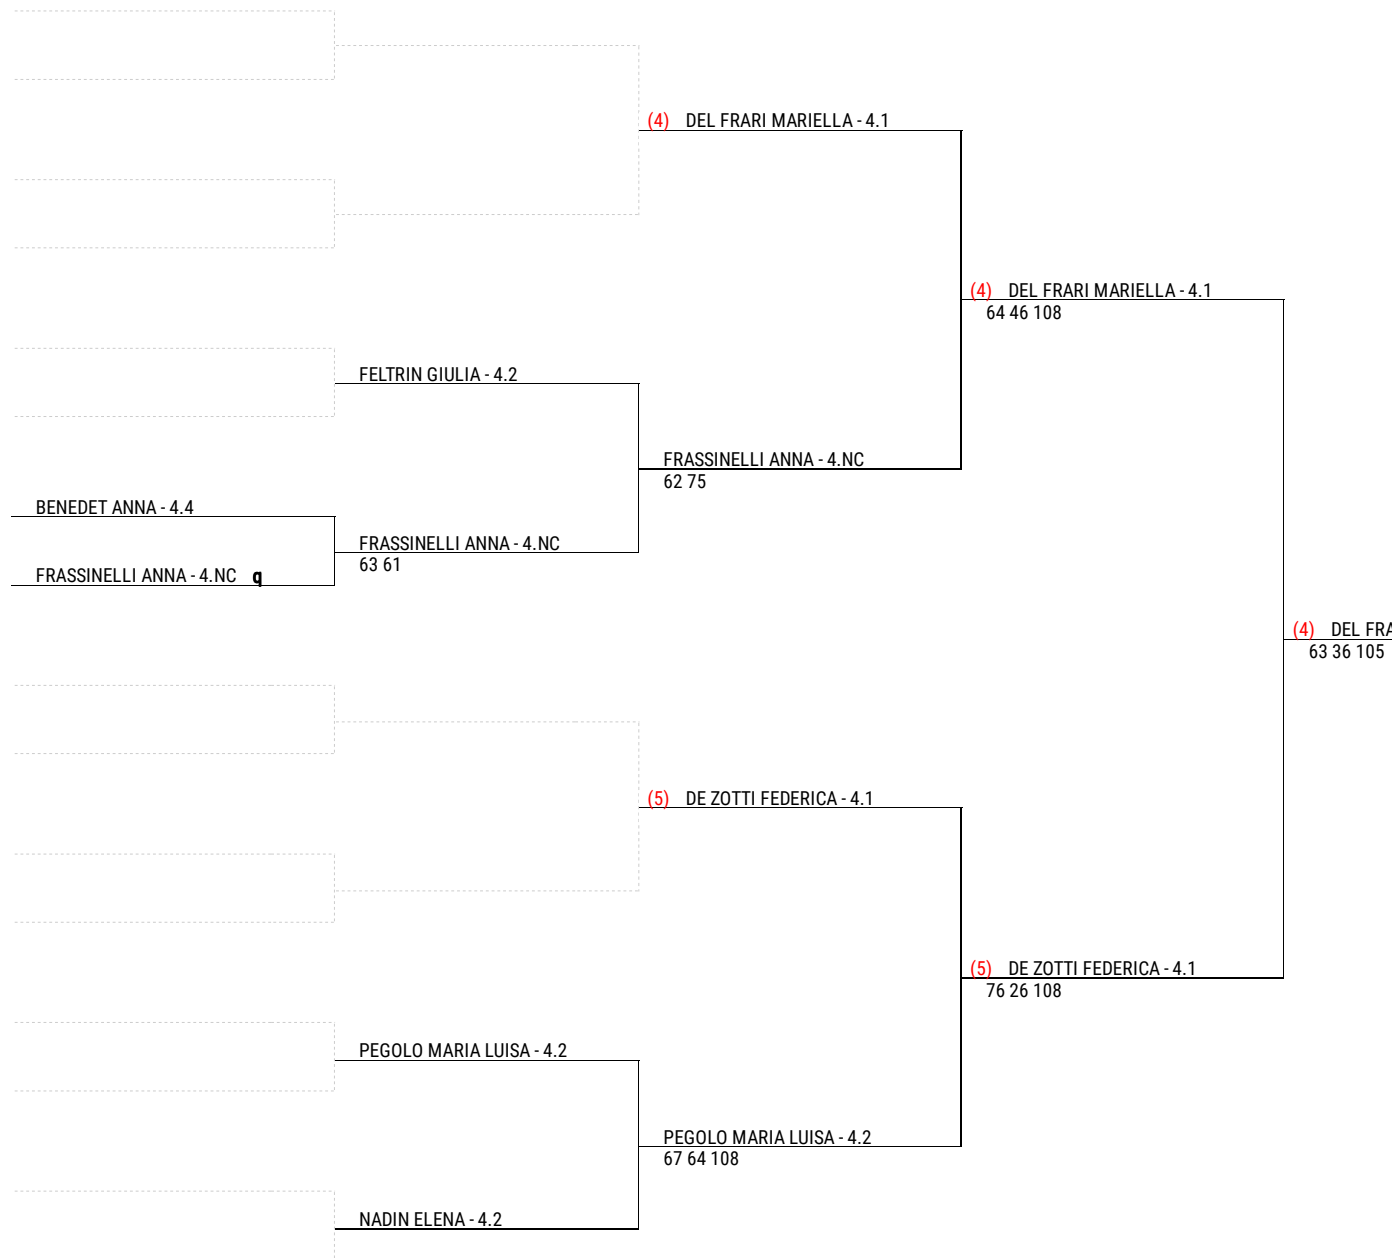 (4) DEL FRARI MARIELLA - 4.1
(4) DEL FRARI MARIELLA - 4.1
64 46 108
FELTRIN GIULIA - 4.2
FRASSINELLI ANNA - 4.NC
62 75
BENEDET ANNA - 4.4
FRASSINELLI ANNA - 4.NC
63 61
FRASSINELLI ANNA - 4.NC q
(4) DEL FRA
63 36 105
(5) DE ZOTTI FEDERICA - 4.1
(5) DE ZOTTI FEDERICA - 4.1
76 26 108
PEGOLO MARIA LUISA - 4.2
PEGOLO MARIA LUISA - 4.2
67 64 108
NADIN ELENA - 4.2